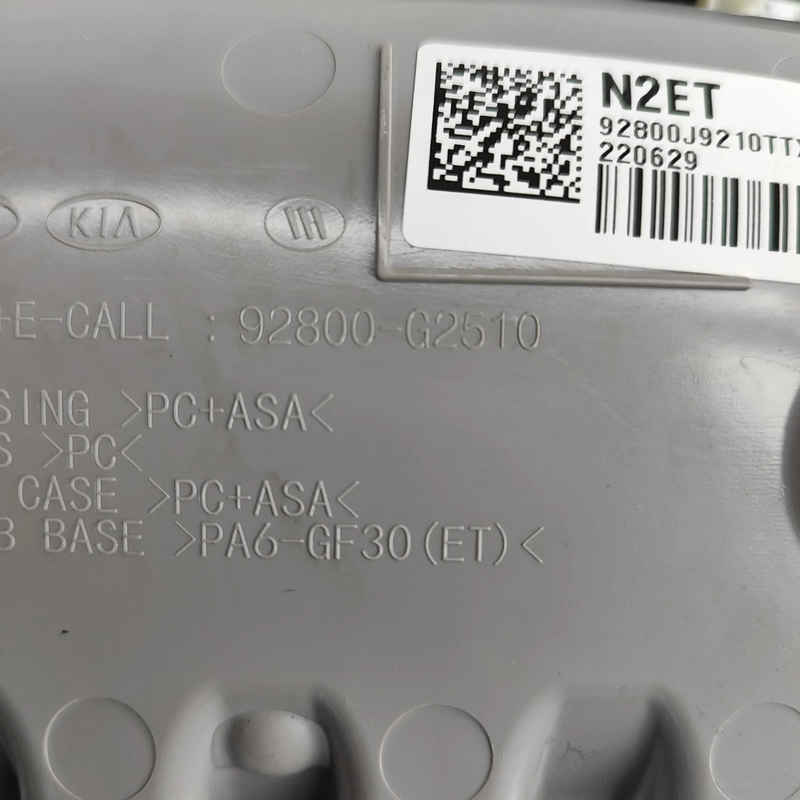 N2ET
92800J9210TTX
220629
KIA
+E-CALL : 92800-G2510
SING >PC+ASA<
S >PC<
CASE >PC+ASA<
B BASE >PA6-GF30(ET)<